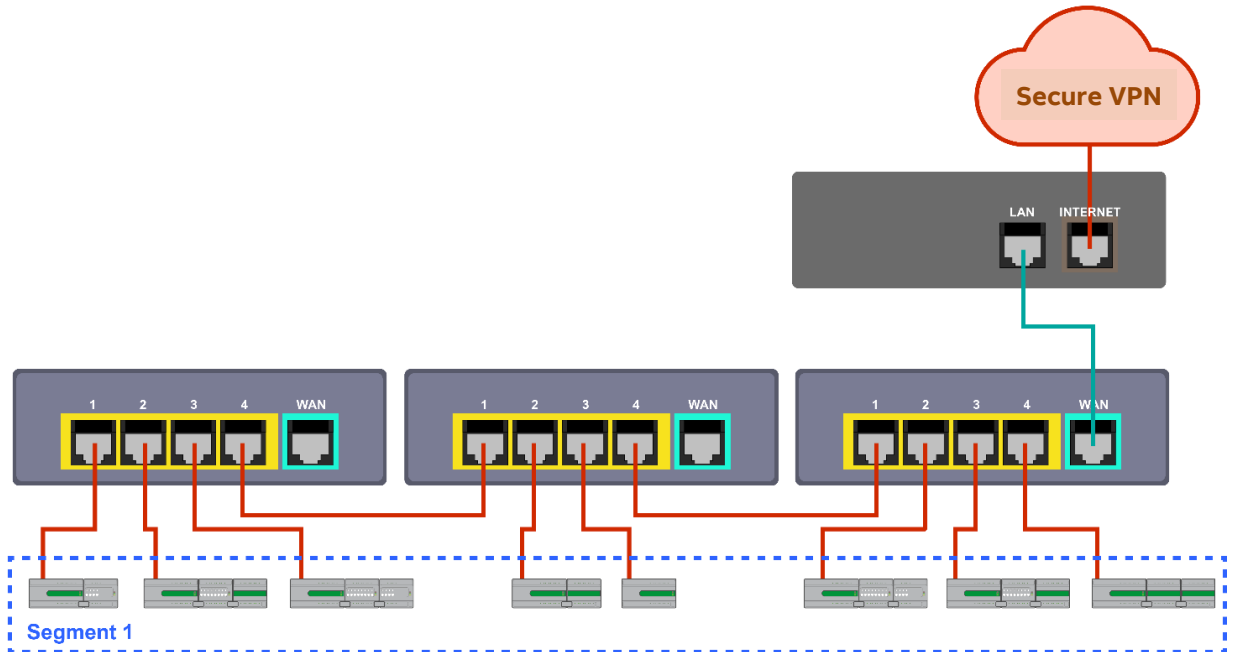 Secure VPN
LAN INTERNET
1 2 3 4 WAN
1 2 3 4 WAN
1 2 3 4 WAN
Segment 1